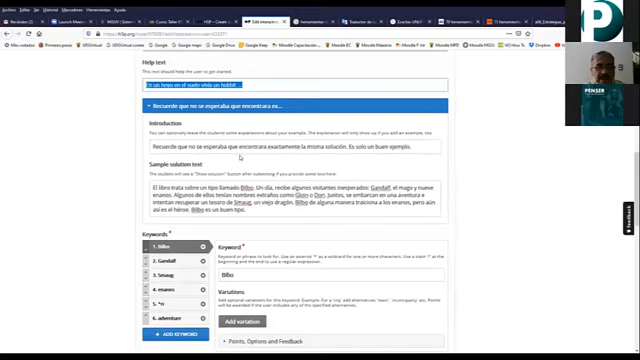 h5p.org
Edit Interactive
Help text
This text should help the user to get started.
En un hoyo en el suelo vivía un hobbit ...
Recuerde que no se esperaba que encontrara ex...
Introduction
You can optionally leave the students some explanations about your example. The explanation will only show up if you add an example, too.
Recuerde que no se esperaba que encontrara exactamente la misma solución. Es solo un buen ejemplo.
Sample solution text
The student will use a "Show solution" button after submitting if you provide some text here.
El libro trata sobre un tipo llamado Bilbo. Un día, recibe algunos visitantes inesperados: Gandalf, el mago y nueve
enanos. Algunos de ellos tenían nombres extraños como Gloin o Dori. Juntos, se embarcan en una aventura e
intentan recuperar un tesoro de Smaug, un viejo dragón. Bilbo de alguna manera traiciona a los enanos, pero aún
así es el héroe. Bilbo es un buen tipo.
Keywords *
1. Bilbo
2. Gandalf
3. Smaug
4. enanos
6. adventure
+ ADD KEYWORD
Keyword *
Keyword or phrase to look for. Use an asterisk '*' as a wildcard for one or more characters. Use a slash '/' at
the beginning and the end to use a regular expression.
Bilbo
Variations
Add optional variations for this keyword. Example: For a 'city' add alternatives 'town', 'municipality' etc. Points
will be awarded if the user includes any of the specified alternatives.
Add variation
Points, Options and Feedback
Feedback
PENSER